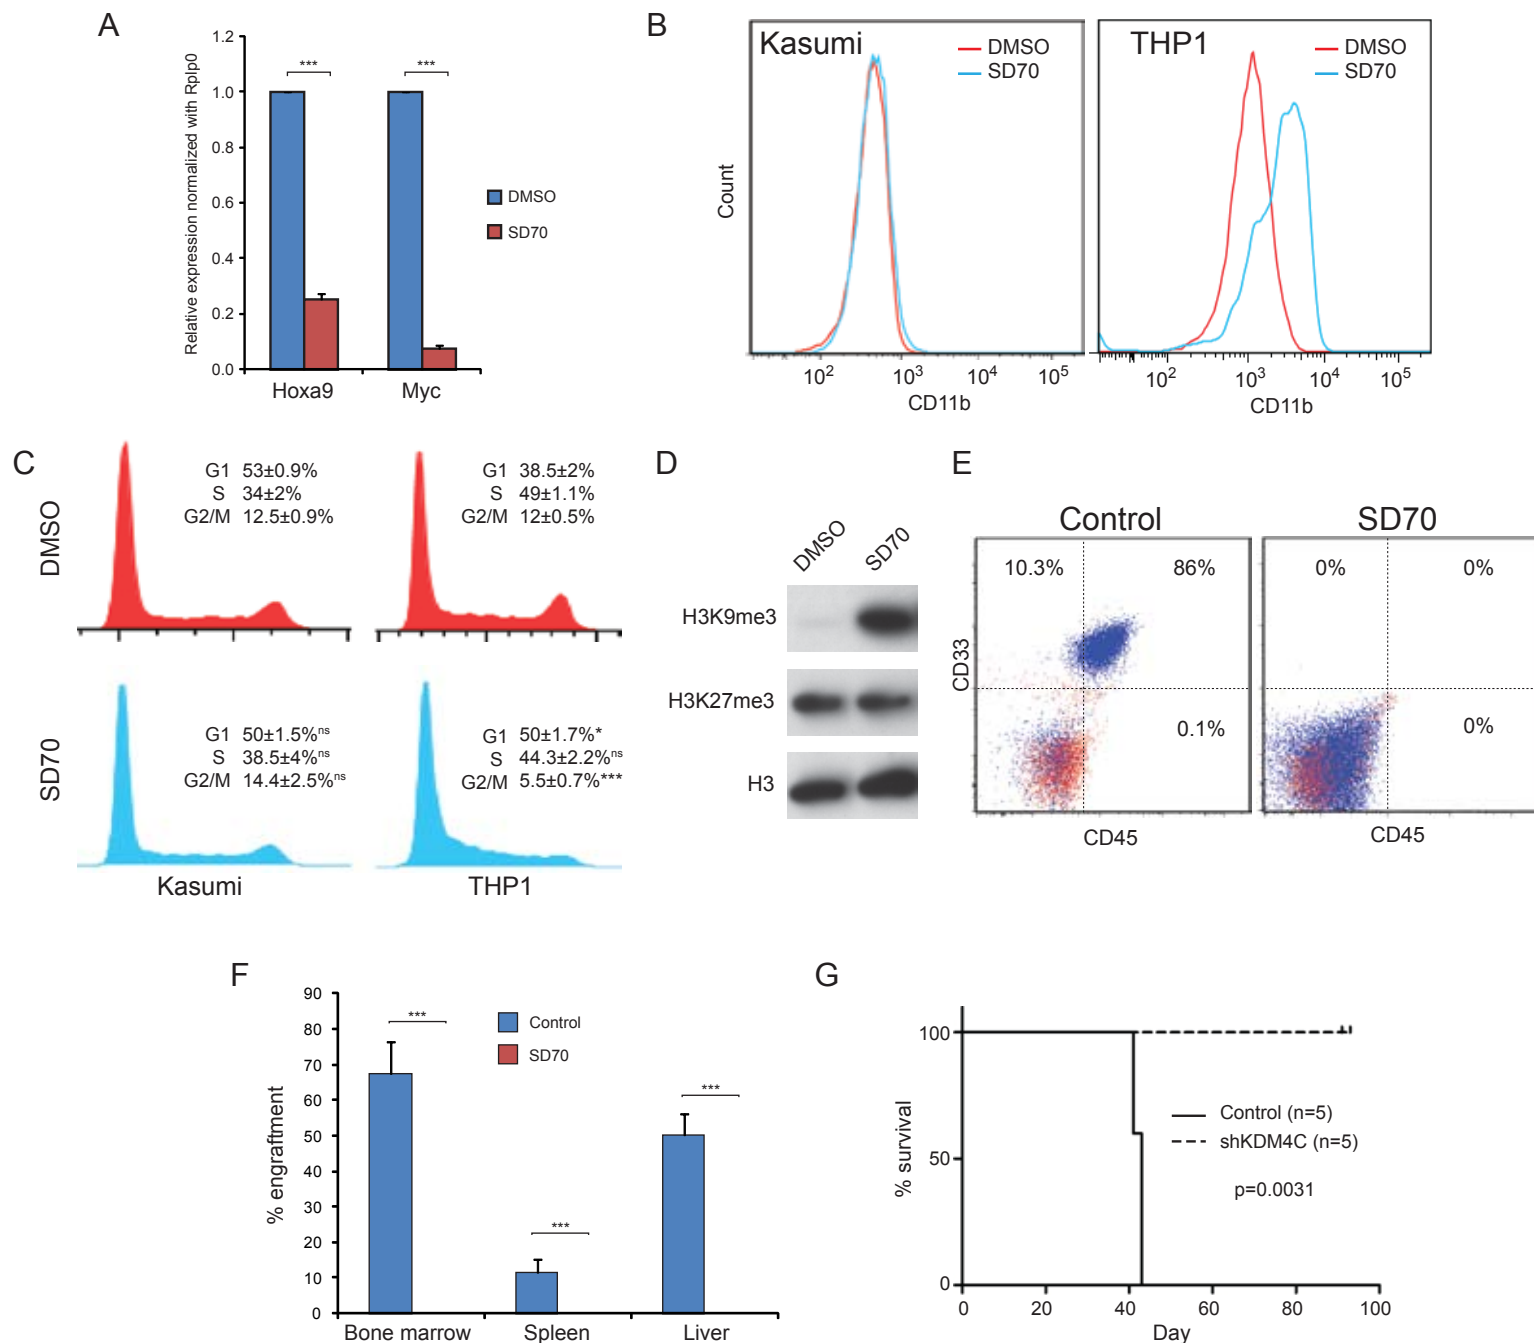 A
Relative expression normalized with Rplp0
1.2
1.0
0.8
0.6
0.4
0.2
0.0
***
***
DMSO
SD70
Hoxa9
Myc
B
Kasumi
DMSO
SD70
THP1
DMSO
SD70
Count
10²
10³
10⁴
10⁵
CD11b
10²
10³
10⁴
10⁵
CD11b
C
DMSO
G1 53±0.9%
S 34±2%
G2/M 12.5±0.9%
G1 38.5±2%
S 49±1.1%
G2/M 12±0.5%
SD70
G1 50±1.5%ns
S 38.5±4%ns
G2/M 14.4±2.5%ns
G1 50±1.7%*
S 44.3±2.2%ns
G2/M 5.5±0.7%***
Kasumi
THP1
D
DMSO
SD70
H3K9me3
H3K27me3
H3
E
Control
SD70
10.3%
86%
0.1%
0%
0%
0%
CD33
CD45
CD45
F
% engraftment
90
80
70
60
50
40
30
20
10
0
***
***
***
Control
SD70
Bone marrow
Spleen
Liver
G
% survival
100
50
0
Control (n=5)
shKDM4C (n=5)
p=0.0031
0
20
40
60
80
100
Day